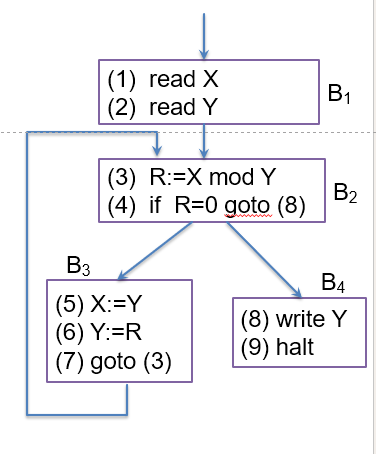 (1) read X
(2) read Y
B1
(3) R:=X mod Y
(4) if R=0 goto (8)
B2
B3
(5) X:=Y
(6) Y:=R
(7) goto (3)
B4
(8) write Y
(9) halt